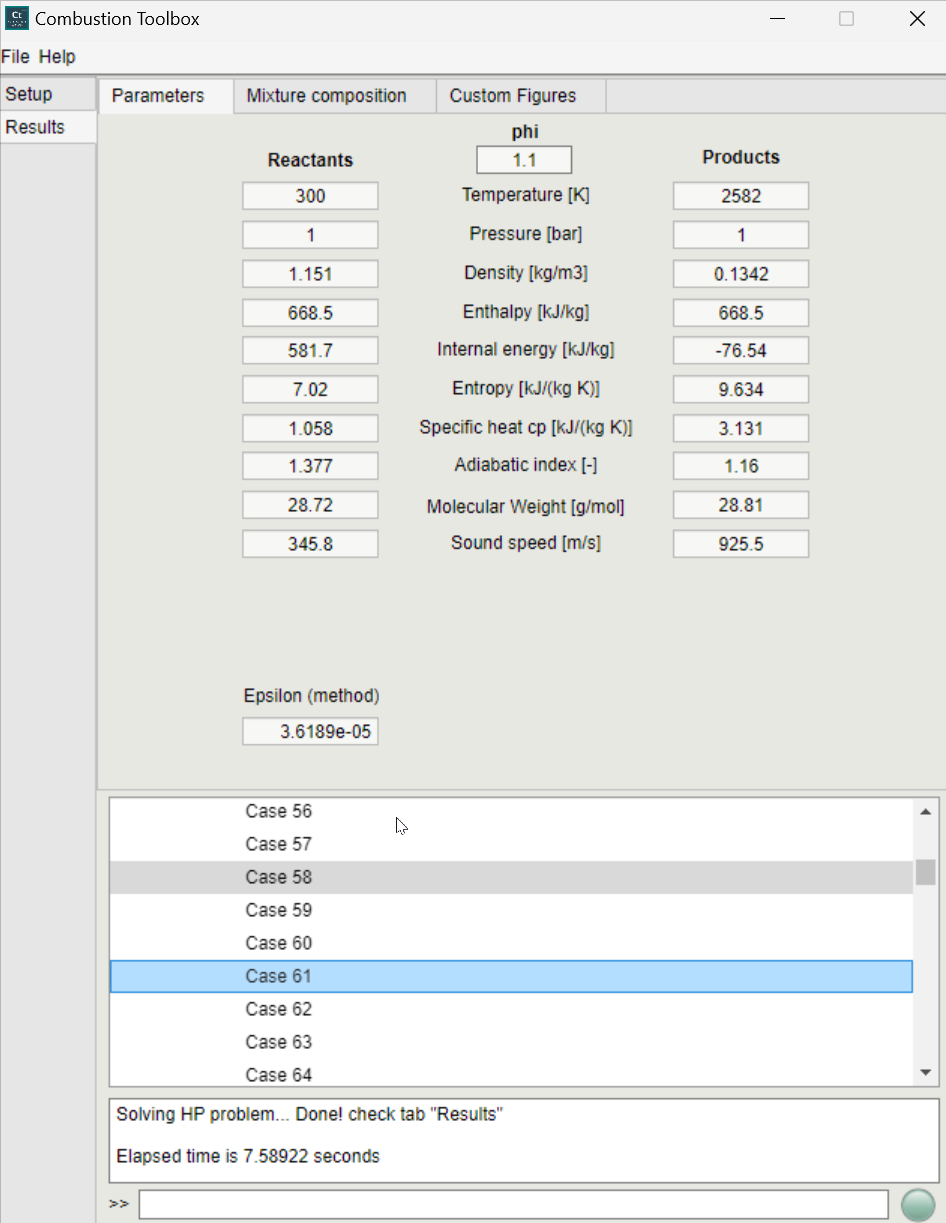 Ct
Combustion Toolbox
File Help
Setup
Results
Parameters
Mixture composition
Custom Figures
phi
1.1
Reactants
Products
300 Temperature [K] 2582
1 Pressure [bar] 1
1.151 Density [kg/m3] 0.1342
668.5 Enthalpy [kJ/kg] 668.5
581.7 Internal energy [kJ/kg] -76.54
7.02 Entropy [kJ/(kg K)] 9.634
1.058 Specific heat cp [kJ/(kg K)] 3.131
1.377 Adiabatic index [-] 1.16
28.72 Molecular Weight [g/mol] 28.81
345.8 Sound speed [m/s] 925.5
Epsilon (method)
3.6189e-05
Case 56
Case 57
Case 58
Case 59
Case 60
Case 61
Case 62
Case 63
Case 64
Solving HP problem... Done! check tab "Results"
Elapsed time is 7.58922 seconds
>>